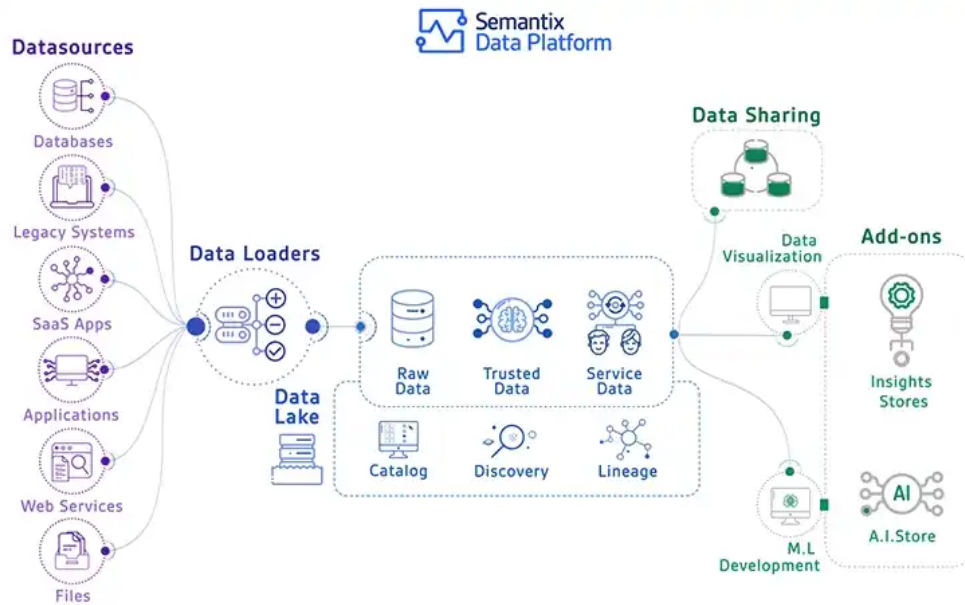 Semantix
Data Platform
Datasources
Databases
Legacy Systems
SaaS Apps
Applications
Web Services
Files
Data Loaders
Data
Lake
Raw
Data
Trusted
Data
Service
Data
Catalog
Discovery
Lineage
Data Sharing
Data
Visualization
M.L
Development
Add-ons
Insights
Stores
AI
A.I.Store